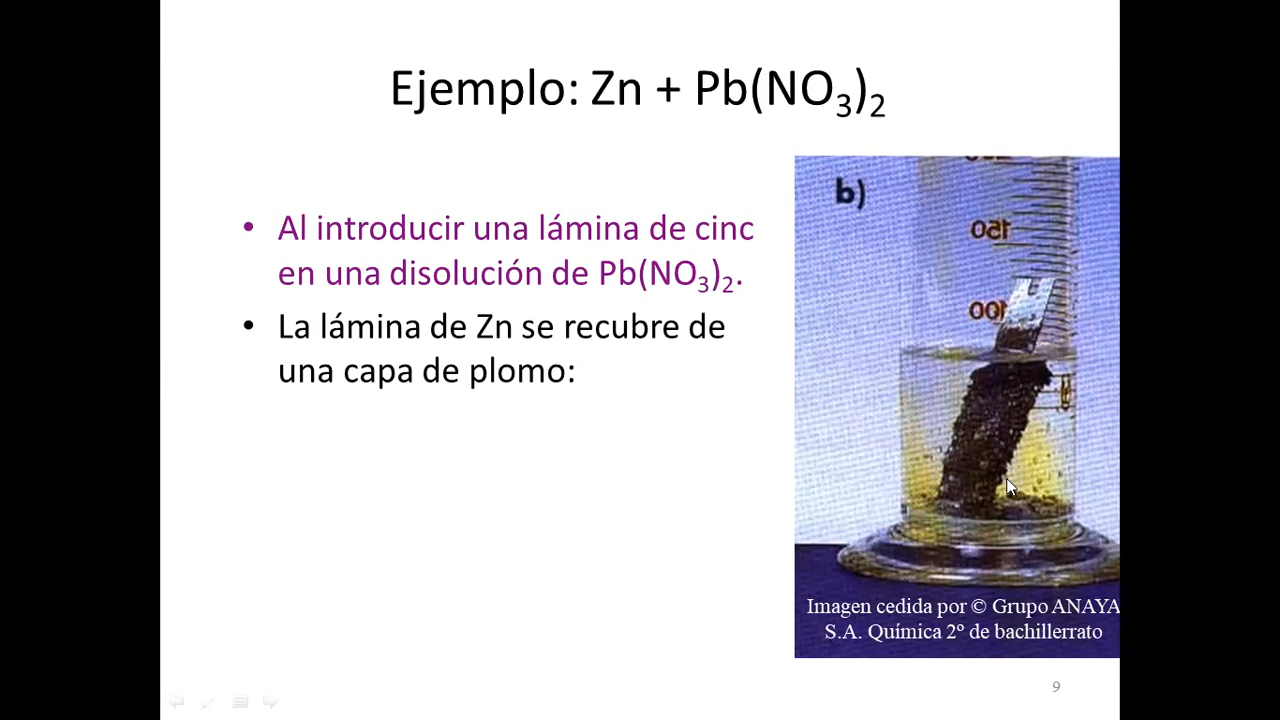 Ejemplo: Zn + Pb(NO₃)₂
• Al introducir una lámina de cinc
en una disolución de Pb(NO₃)₂.
• La lámina de Zn se recubre de
una capa de plomo:
b)
150
100
Imagen cedida por © Grupo ANAYA
S.A. Química 2º de bachillerrato
9